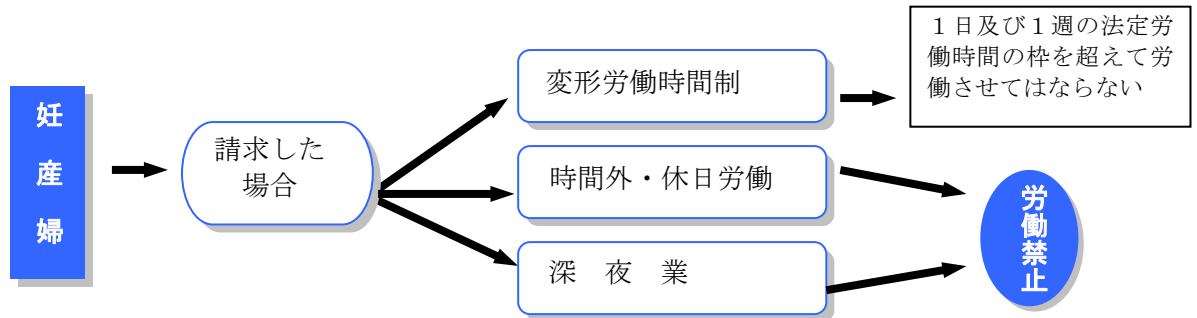 妊産婦
請求した
場合
変形労働時間制
１日及び１週の法定労
働時間の枠を超えて労
働させてはならない
時間外・休日労働
深　夜　業
労働禁止